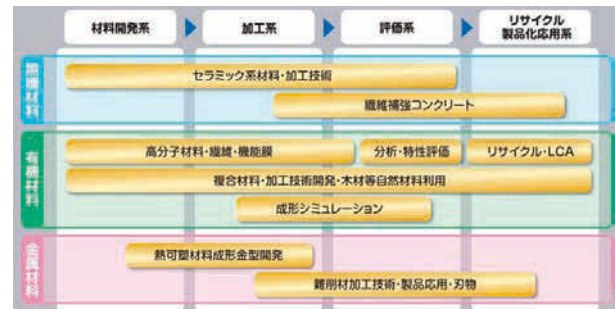 材料開発系
加工系
評価系
リサイクル
製品化応用系
無機材料
セラミック系材料・加工技術
繊維補強コンクリート
有機材料
高分子材料・繊維・機能膜
分析・特性評価
リサイクル・LCA
複合材料・加工技術開発・木材等自然材料利用
成形シミュレーション
金属材料
熱可塑材料成形金型開発
難削材加工技術・製品応用・刃物